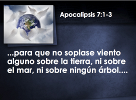 Apocalipsis 7:1-3
...para que no soplase viento
alguno sobre la tierra, ni sobre
el mar, ni sobre ningún árbol....